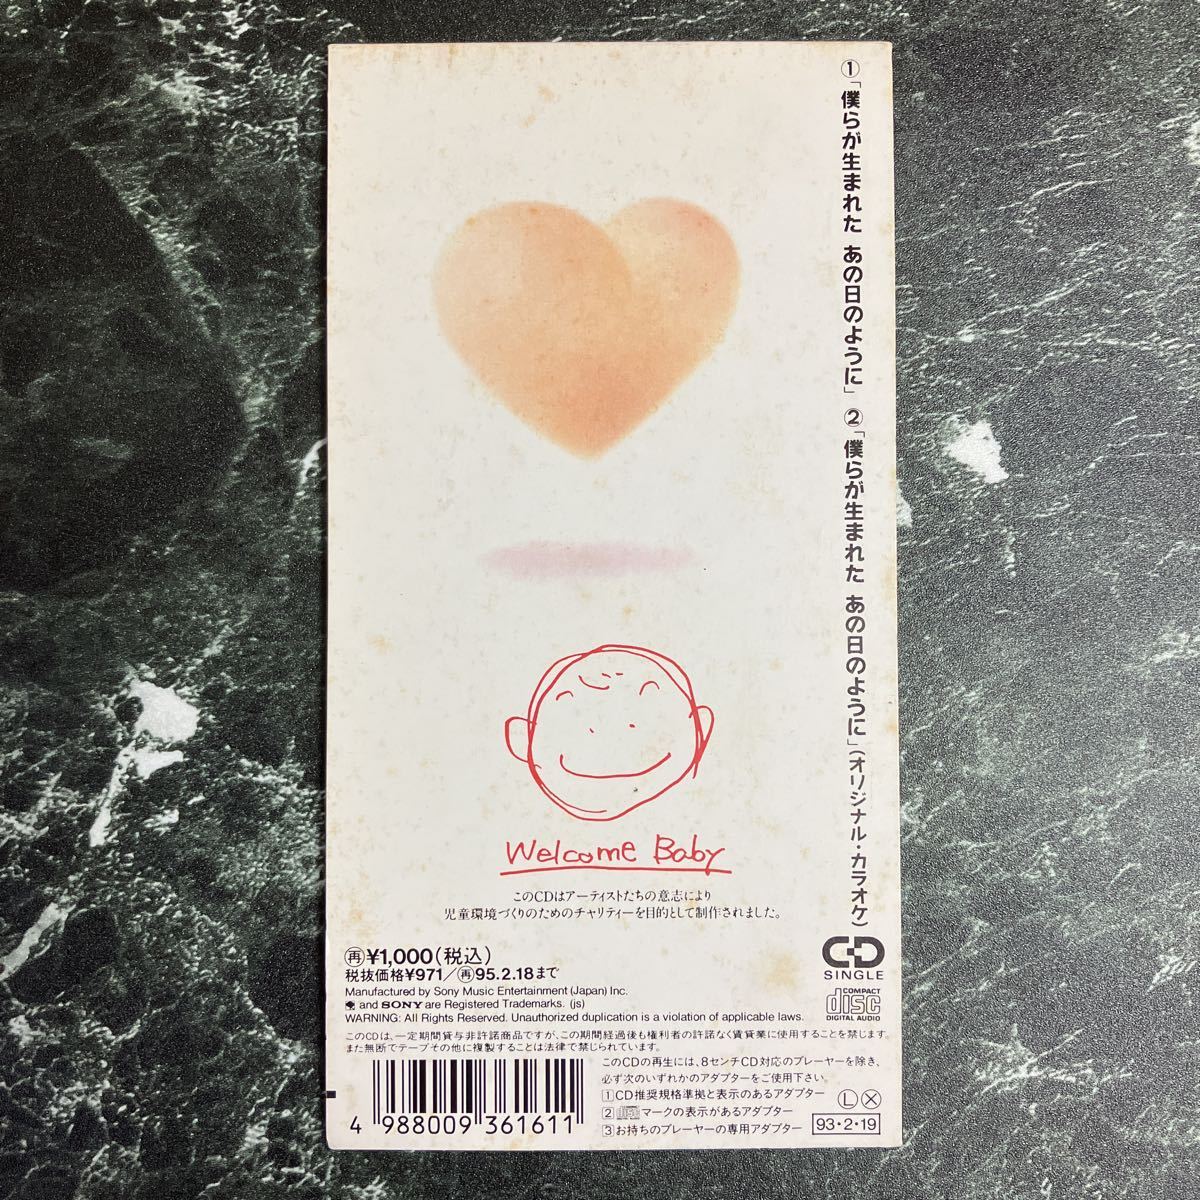 ①「僕らが生まれた あの日のように」 ②「僕らが生まれた あの日のように」(オリジナル・カラオケ)
Welcome Baby
このCDはアーティストたちの意志により
児童環境づくりのためのチャリティーを目的として制作されました。
CD
SINGLE
COMPACT
disc
DIGITAL AUDIO
㊢¥1,000(税込)
税抜価格¥971/㊢95.2.18まで
Manufactured by Sony Music Entertainment (Japan) Inc.
and SONY are Registered Trademarks. (js)
WARNING: All Rights Reserved. Unauthorized duplication is a violation of applicable laws.
このCDは、一定期間貸与非許諾商品ですが、この期間経過後も権利者の許諾なく賃貸業に使用することを禁じます。
また無断でテープその他に複製することは法律で禁じられています。
このCDの再生には、8センチCD対応のプレーヤーを除き、
必ず次のいずれかのアダプターをご使用下さい。
1 CD推奨規格準拠と表示のあるアダプター
2 マークの表示があるアダプター
3 お持ちのプレーヤーの専用アダプター
Ⓛ Ⓧ
93・2・19
4 988009 361611